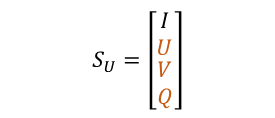 S_U = [I
U
V
Q]